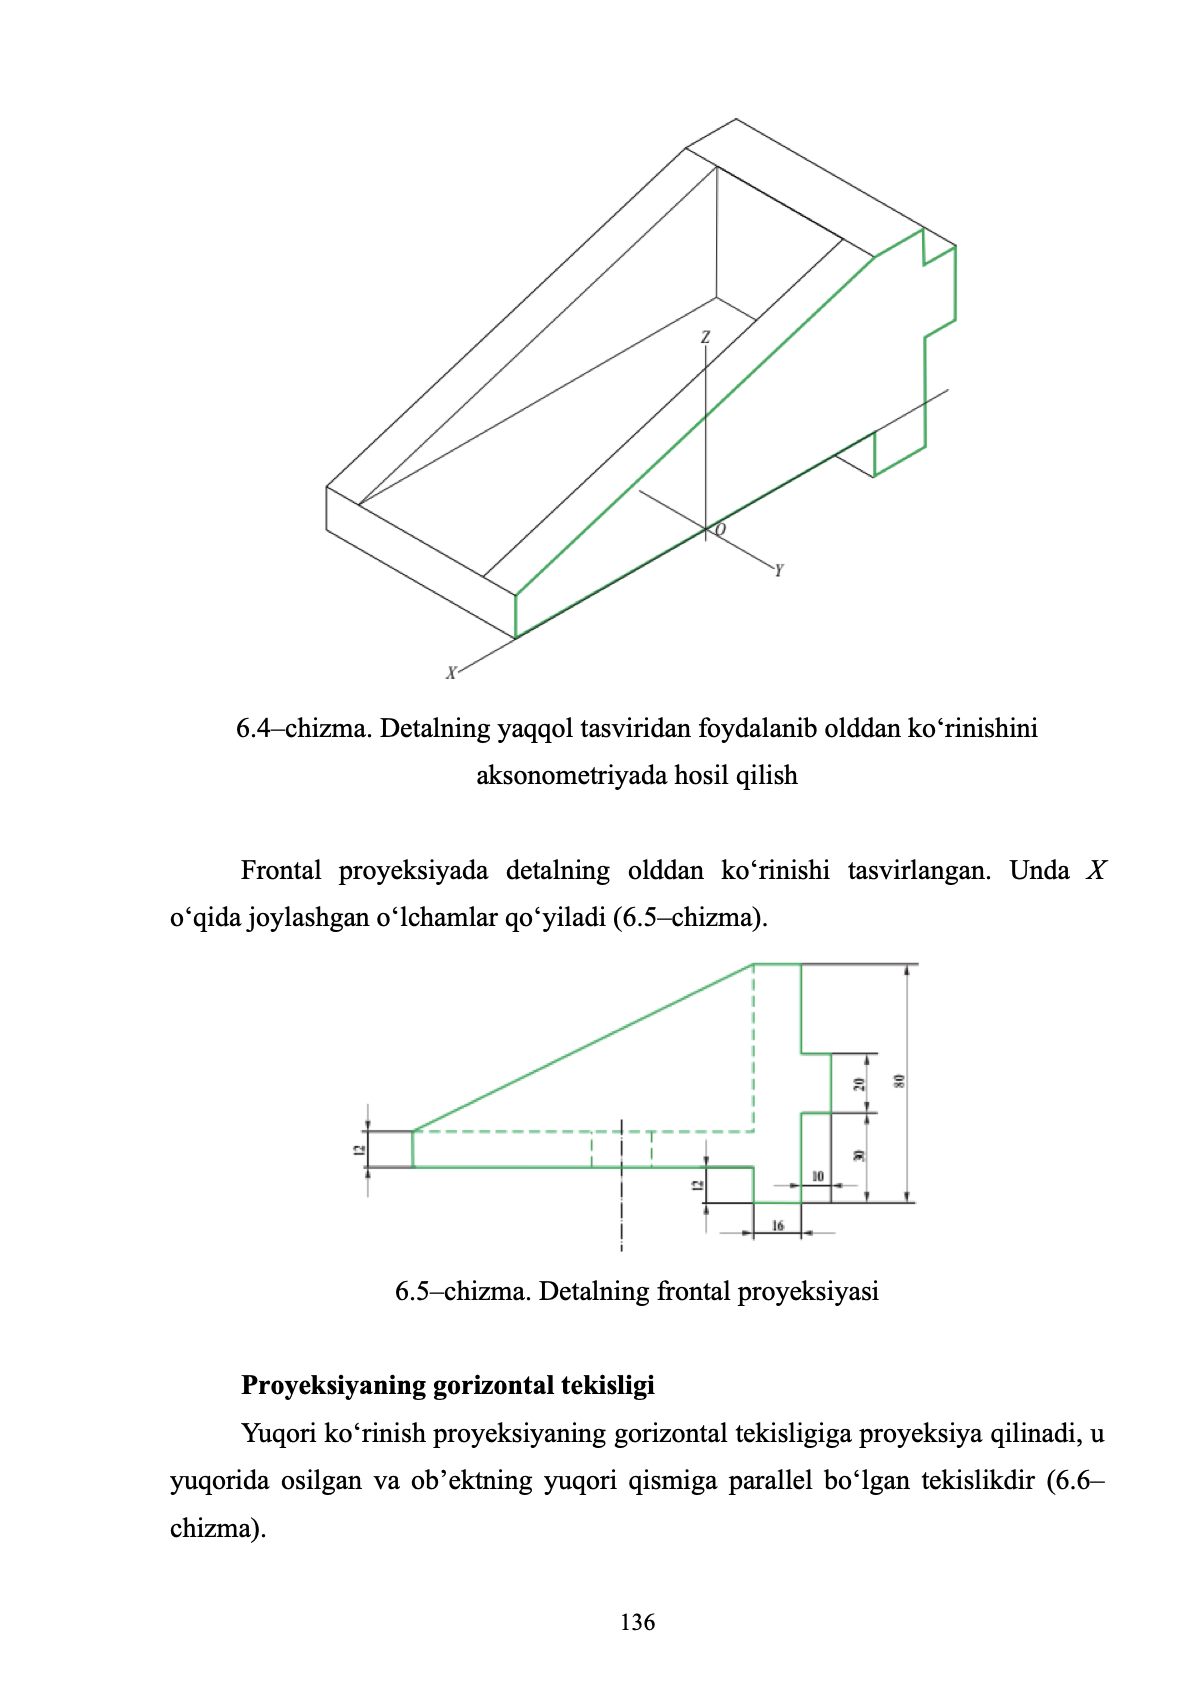 Z
O
Y
X
6.4–chizma. Detalning yaqqol tasviridan foydalanib olddan ko‘rinishini
aksonometriyada hosil qilish
Frontal proyeksiyada detalning olddan ko‘rinishi tasvirlangan. Unda X
o‘qida joylashgan o‘lchamlar qo‘yiladi (6.5–chizma).
20
80
12
30
10
12
16
6.5–chizma. Detalning frontal proyeksiyasi
Proyeksiyaning gorizontal tekisligi
Yuqori ko‘rinish proyeksiyaning gorizontal tekisligiga proyeksiya qilinadi, u
yuqorida osilgan va ob’ektning yuqori qismiga parallel bo‘lgan tekislikdir (6.6–
chizma).
136